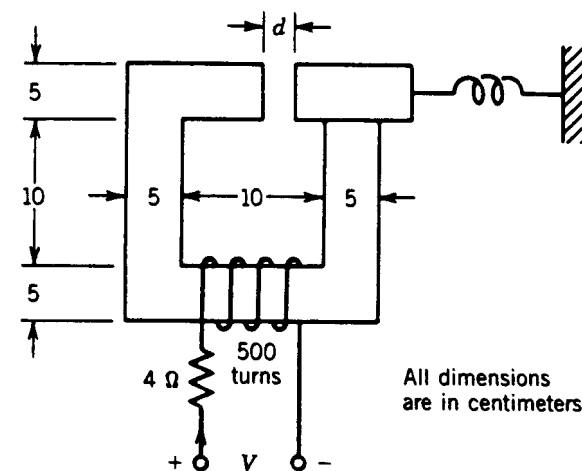 d
5
10
5
10
5
5
500
turns
4 Ω
All dimensions
are in centimeters
+ V −